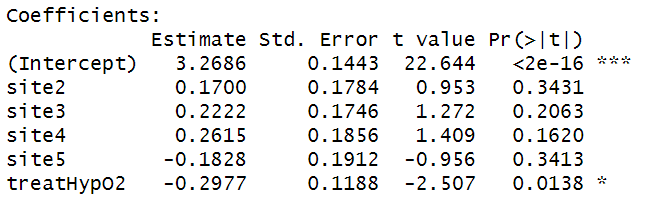 Coefficients:
Estimate Std. Error t value Pr(>|t|)
(Intercept) 3.2686 0.1443 22.644 <2e-16 ***
site2 0.1700 0.1784 0.953 0.3431
site3 0.2222 0.1746 1.272 0.2063
site4 0.2615 0.1856 1.409 0.1620
site5 -0.1828 0.1912 -0.956 0.3413
treatHypO2 -0.2977 0.1188 -2.507 0.0138 *